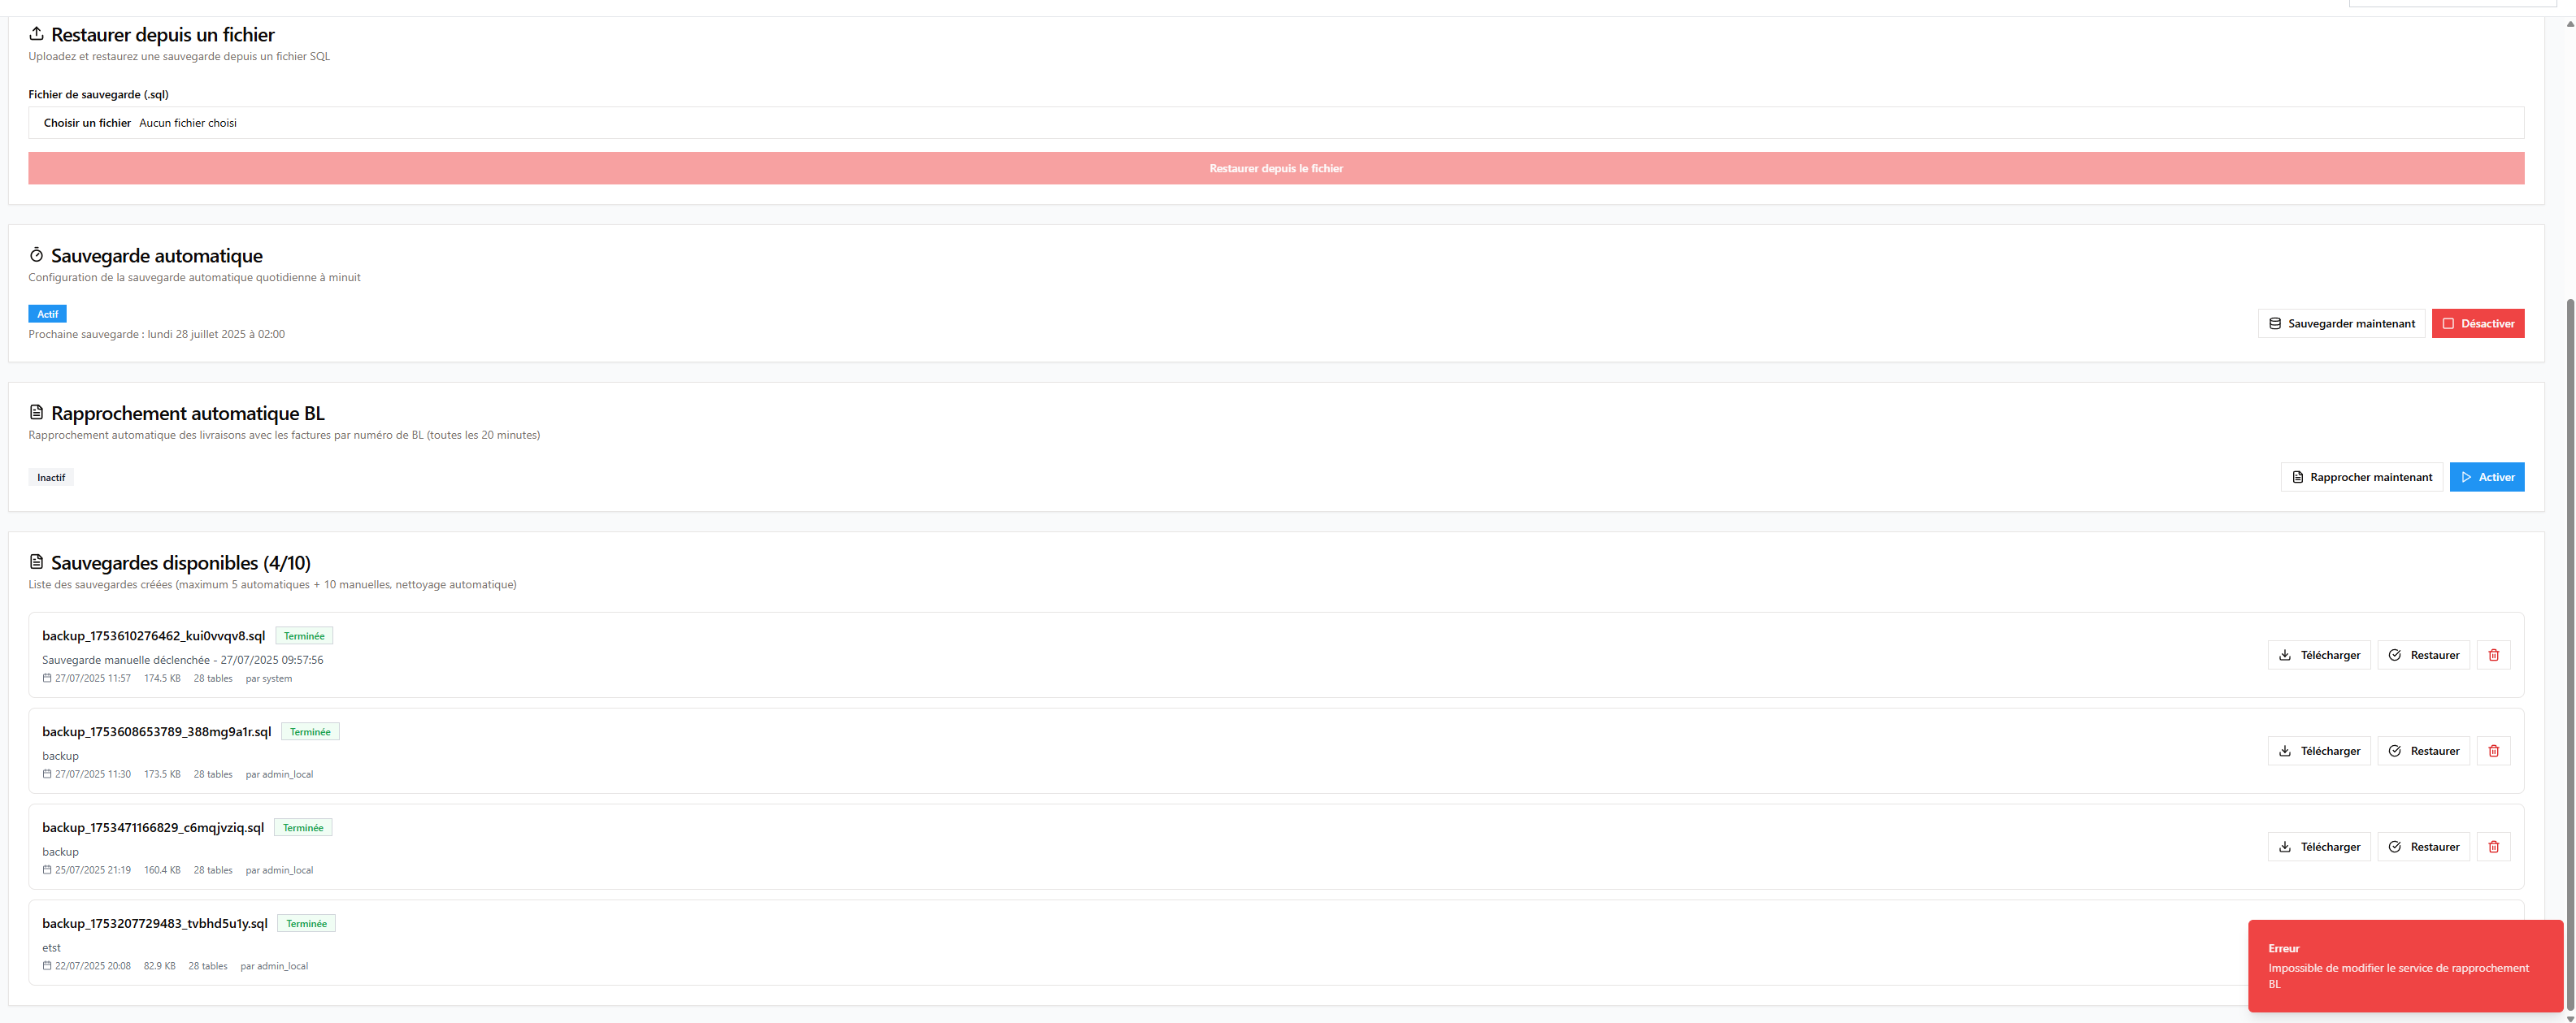 Restaurer depuis un fichier
Uploadez et restaurez une sauvegarde depuis un fichier SQL
Fichier de sauvegarde (.sql)
Choisir un fichier Aucun fichier choisi
Restaurer depuis le fichier
Sauvegarde automatique
Configuration de la sauvegarde automatique quotidienne à minuit
Actif
Prochaine sauvegarde : lundi 28 juillet 2025 à 02:00
Sauvegarder maintenant
Désactiver
Rapprochement automatique BL
Rapprochement automatique des livraisons avec les factures par numéro de BL (toutes les 20 minutes)
Inactif
Rapprocher maintenant
Activer
Sauvegardes disponibles (4/10)
Liste des sauvegardes créées (maximum 5 automatiques + 10 manuelles, nettoyage automatique)
backup_1753610276462_kui0vvqv8.sql Terminée
Sauvegarde manuelle déclenchée - 27/07/2025 09:57:56
27/07/2025 11:57 174.5 KB 28 tables par system
Télécharger Restaurer
backup_1753608653789_388mg9a1r.sql Terminée
backup
27/07/2025 11:30 173.5 KB 28 tables par admin_local
Télécharger Restaurer
backup_1753471166829_c6mqjvziq.sql Terminée
backup
25/07/2025 21:19 160.4 KB 28 tables par admin_local
Télécharger Restaurer
backup_1753207729483_tvbhd5u1y.sql Terminée
etst
22/07/2025 20:08 82.9 KB 28 tables par admin_local
Erreur
Impossible de modifier le service de rapprochement
BL